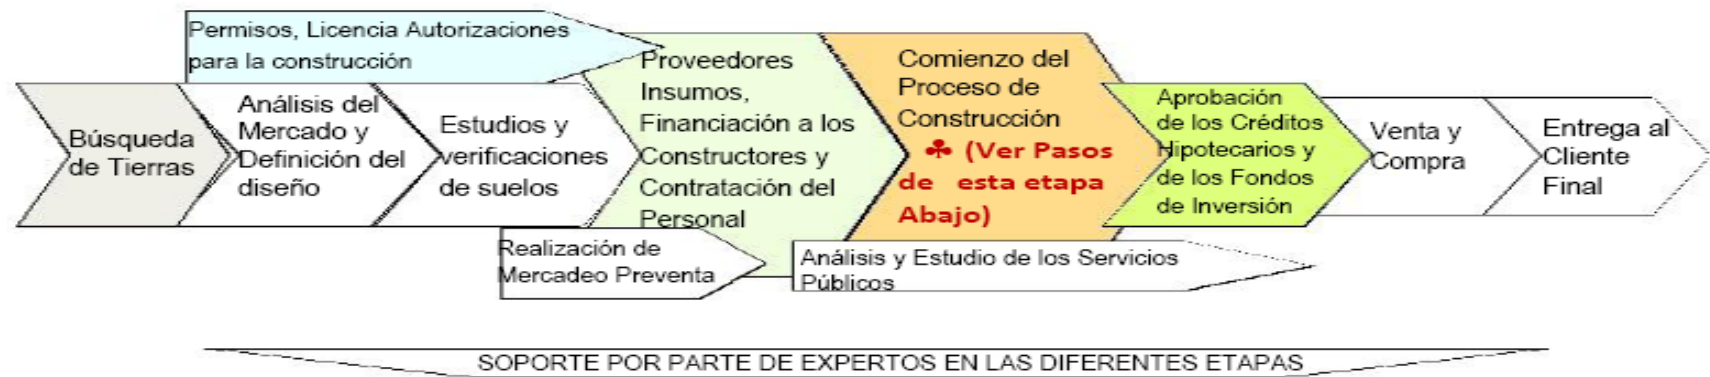 Permisos, Licencia Autorizaciones
para la construcción
Búsqueda
de Tierras
Análisis del
Mercado y
Definición del
diseño
Estudios y
verificaciones
de suelos
Proveedores
Insumos,
Financiación a los
Constructores y
Contratación del
Personal
Comienzo del
Proceso de
Construcción
♣ (Ver Pasos
de esta etapa
Abajo)
Aprobación
de los Créditos
Hipotecarios y
de los Fondos
de Inversión
Venta y
Compra
Entrega al
Cliente
Final
Realización de
Mercadeo Preventa
Análisis y Estudio de los Servicios
Públicos
SOPORTE POR PARTE DE EXPERTOS EN LAS DIFERENTES ETAPAS